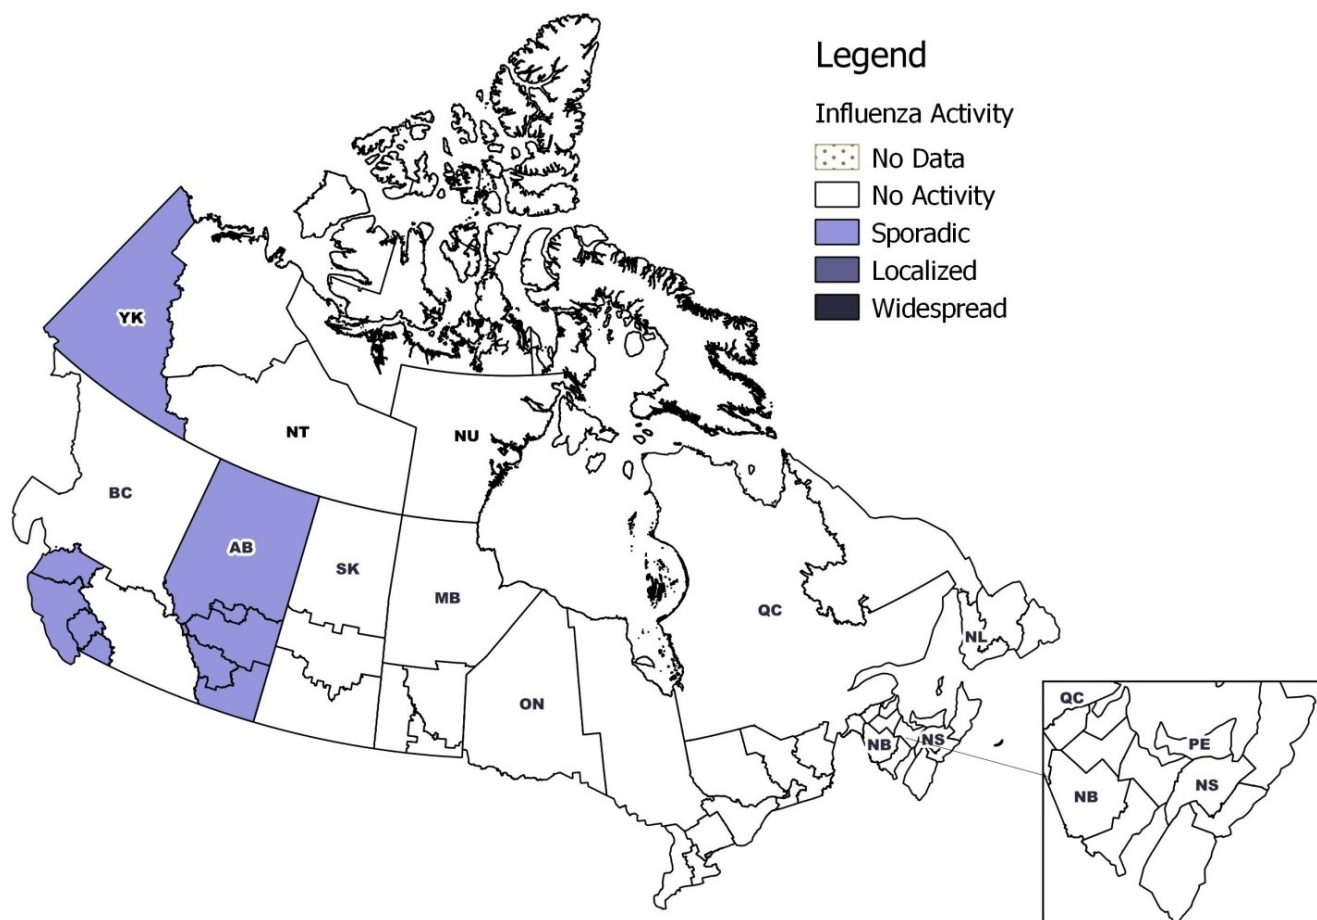 Legend
Influenza Activity
No Data
No Activity
Sporadic
Localized
Widespread
YK
NT
NU
BC
AB
SK
MB
QC
NL
ON
NB
NS
QC
PE
NB
NS